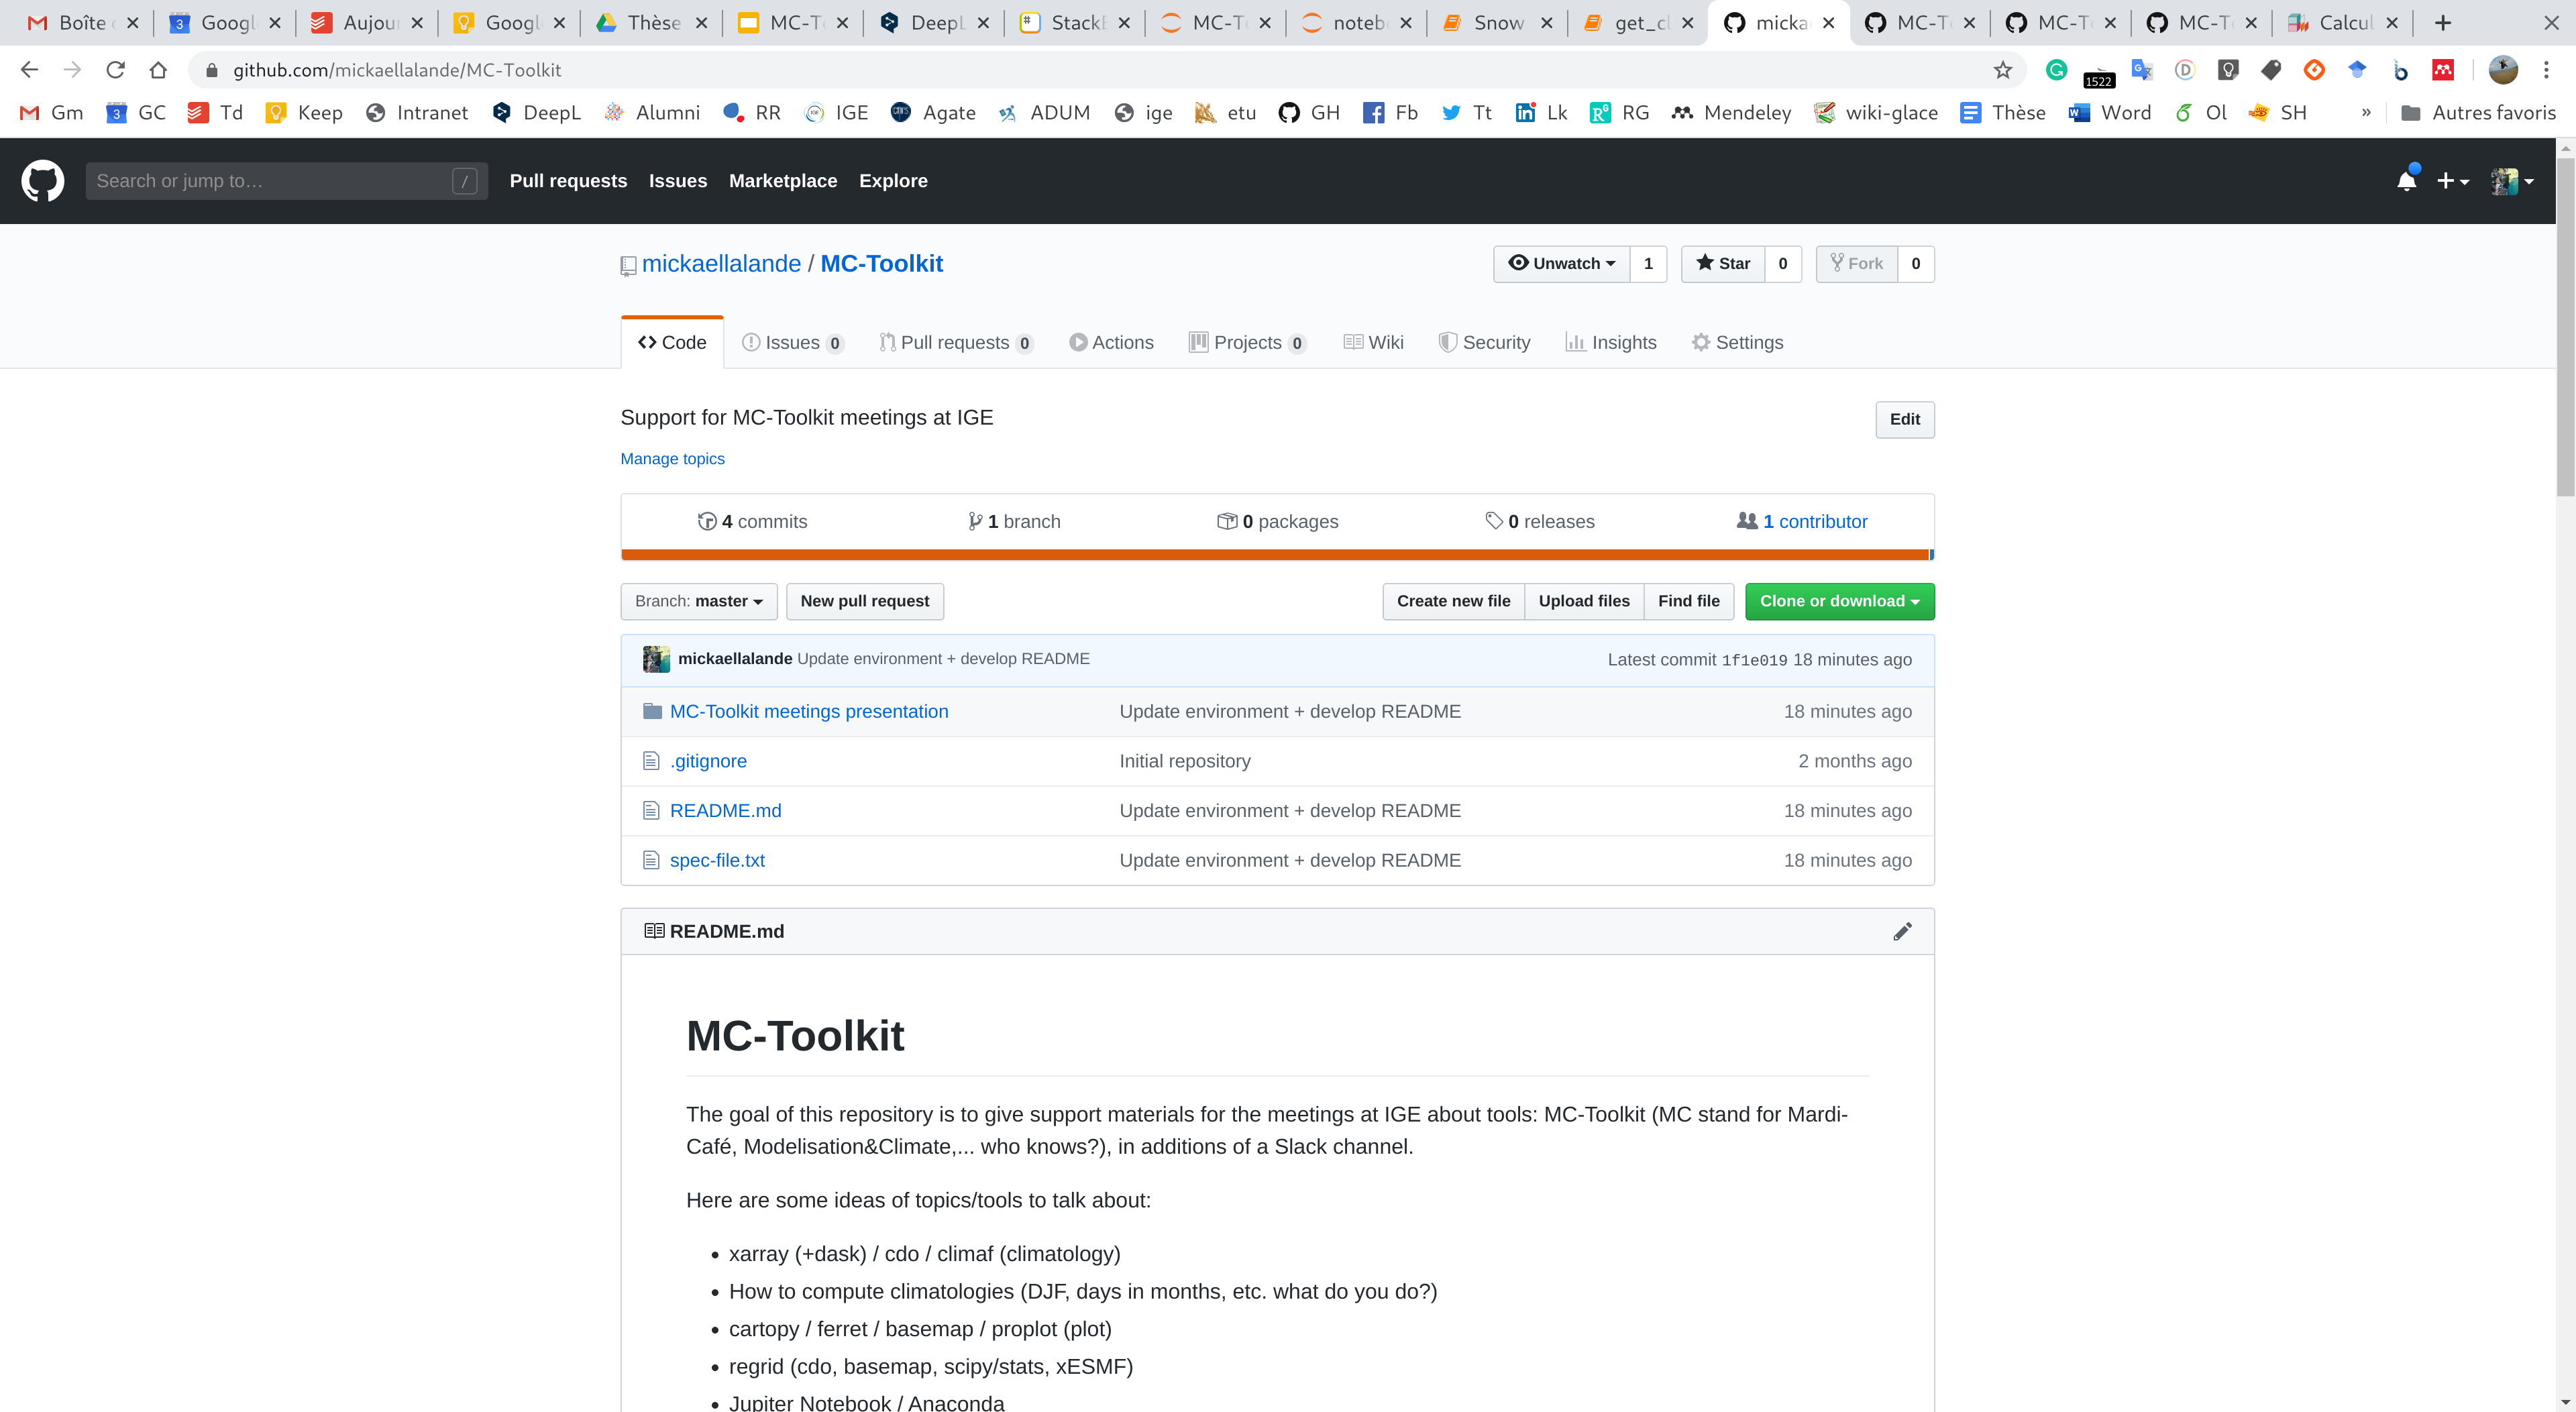 Boîte Googl Aujour Googl Thèse MC-T DeepL StackE MC-T noteb Snow get_cl micka MC-T MC-T MC-T Calcul
github.com/mickaellalande/MC-Toolkit 1522
Gm 3 GC Td Keep Intranet DeepL Alumni RR IGE Agate ADUM ige etu GH Fb Tt Lk RG Mendeley wiki-glace Thèse Word Ol SH » Autres favoris
Search or jump to… / Pull requests Issues Marketplace Explore
mickaellalande / MC-Toolkit Unwatch 1 Star 0 Fork 0
Code Issues 0 Pull requests 0 Actions Projects 0 Wiki Security Insights Settings
Support for MC-Toolkit meetings at IGE Edit
Manage topics
4 commits 1 branch 0 packages 0 releases 1 contributor
Branch: master New pull request Create new file Upload files Find file Clone or download
mickaellalande Update environment + develop README Latest commit 1f1e019 18 minutes ago
MC-Toolkit meetings presentation Update environment + develop README 18 minutes ago
.gitignore Initial repository 2 months ago
README.md Update environment + develop README 18 minutes ago
spec-file.txt Update environment + develop README 18 minutes ago
README.md
MC-Toolkit
The goal of this repository is to give support materials for the meetings at IGE about tools: MC-Toolkit (MC stand for Mardi-
Café, Modelisation&Climate,... who knows?), in additions of a Slack channel.
Here are some ideas of topics/tools to talk about:
• xarray (+dask) / cdo / climaf (climatology)
• How to compute climatologies (DJF, days in months, etc. what do you do?)
• cartopy / ferret / basemap / proplot (plot)
• regrid (cdo, basemap, scipy/stats, xESMF)
• Jupiter Notebook / Anaconda